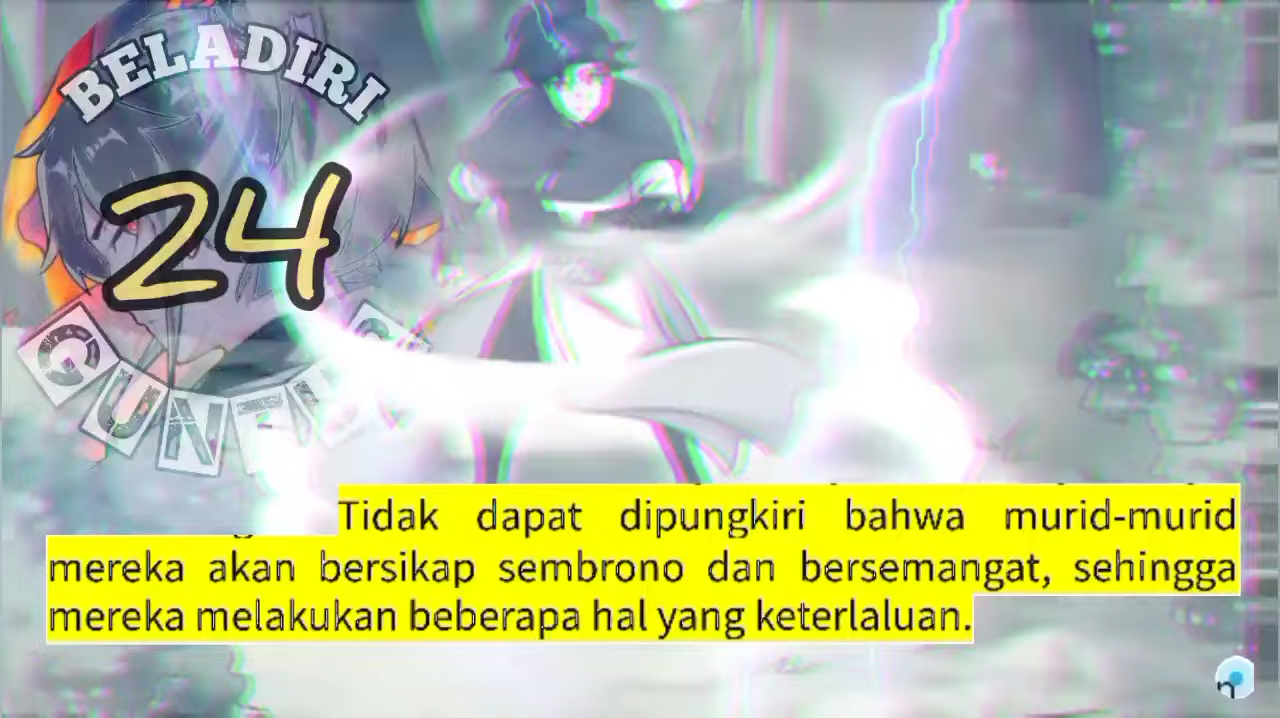 BELADIRI
24
Tidak dapat dipungkiri bahwa murid-murid
mereka akan bersikap sembrono dan bersemangat, sehingga
mereka melakukan beberapa hal yang keterlaluan.